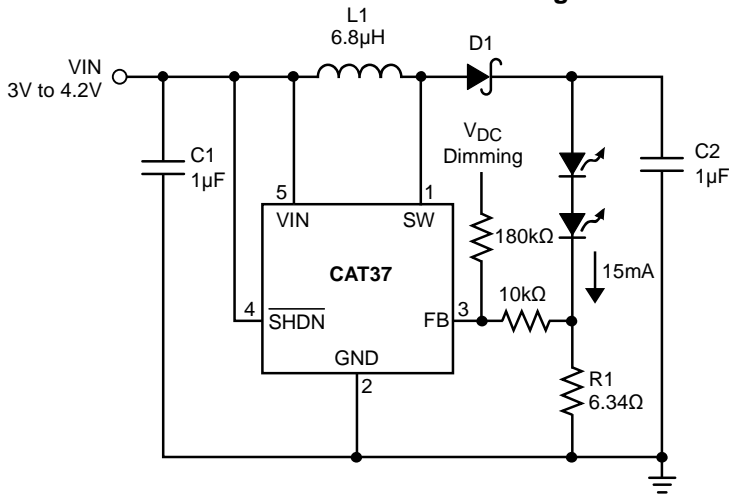 L1
6.8µH
D1
VIN
3V to 4.2V
V DC
Dimming
C1
1µF
C2
1µF
5
1
VIN
SW
180kΩ
CAT37
15mA
10kΩ
4
3
SHDN
FB
GND
2
R1
6.34Ω